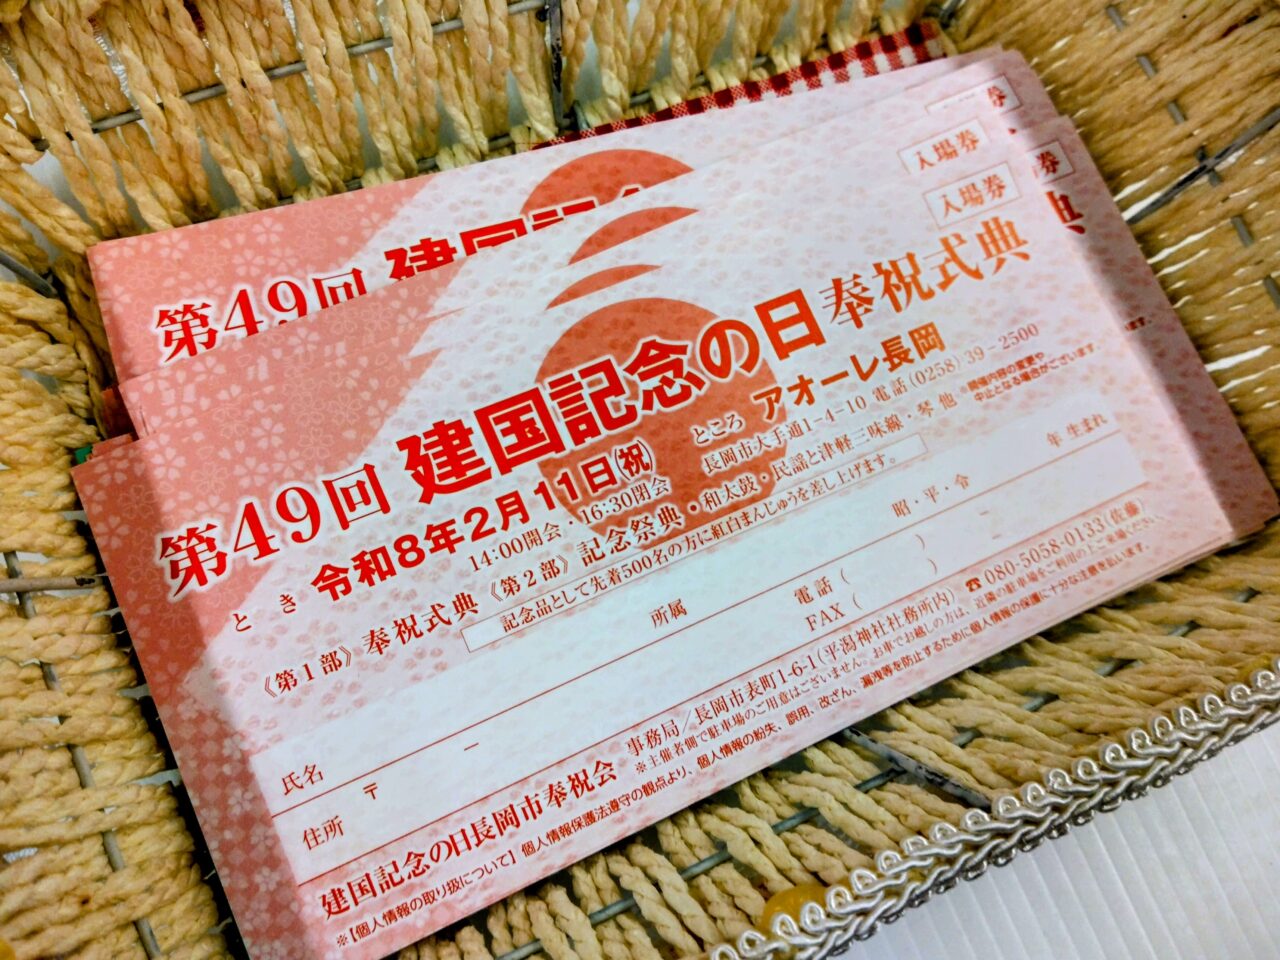 券
入場券
第49回 建国記
券
入場券
典
第49回 建国記念の日 奉祝式典
とき 令和8年2月11日(祝) ところ アオーレ長岡
14:00開会・16:30閉会 長岡市大手通1-4-10 電話(0258)39-2500
《第1部》奉祝式典《第2部》記念祭典・和太鼓・民謡と津軽三味線・琴 他
※開催内容の変更や
中止となる場合がございます。
記念品として先着500名の方に紅白まんじゅうを差し上げます。
氏名 所属 昭・平・令 年 生まれ
住所 〒 - 電話( ) -
FAX( ) -
建国記念の日長岡市奉祝会 事務局/長岡市表町1-6-1(平潟神社社務所内) ☎080-5058-0133(佐藤)
※主催者側で駐車場のご用意はございません。お車でお越しの方は、近隣の駐車場をご利用の上ご来場ください。
※【個人情報の取り扱について】個人情報保護法遵守の観点より、個人情報の紛失、誤用、改ざん、漏洩等を防止するために個人情報の保護に十分な注意を払います。